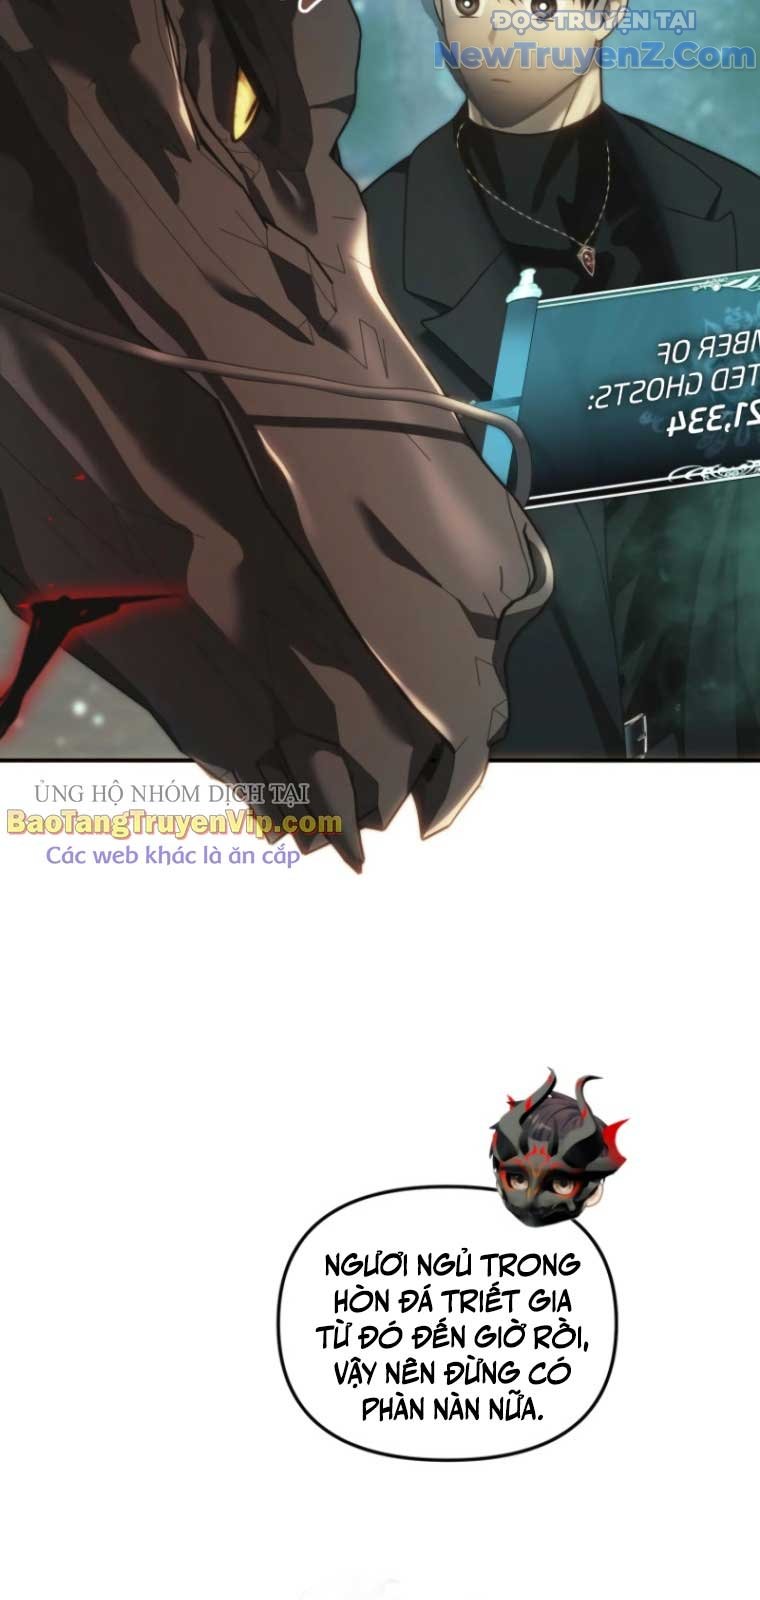 ĐỌC TRUYỆN TẠI
NewTruyenZ.com
MBER OF
TED GHOSTS:
21,334
ỦNG HỘ NHÓM DỊCH TẠI
BaoTangTruyenVip.com
Các web khác là ăn cắp
NGƯƠI NGỦ TRONG
HÒN ĐÁ TRIẾT GIA
TỪ ĐÓ ĐẾN GIỜ RỒI,
VẬY NÊN ĐỪNG CÓ
PHÀN NÀN NỮA.